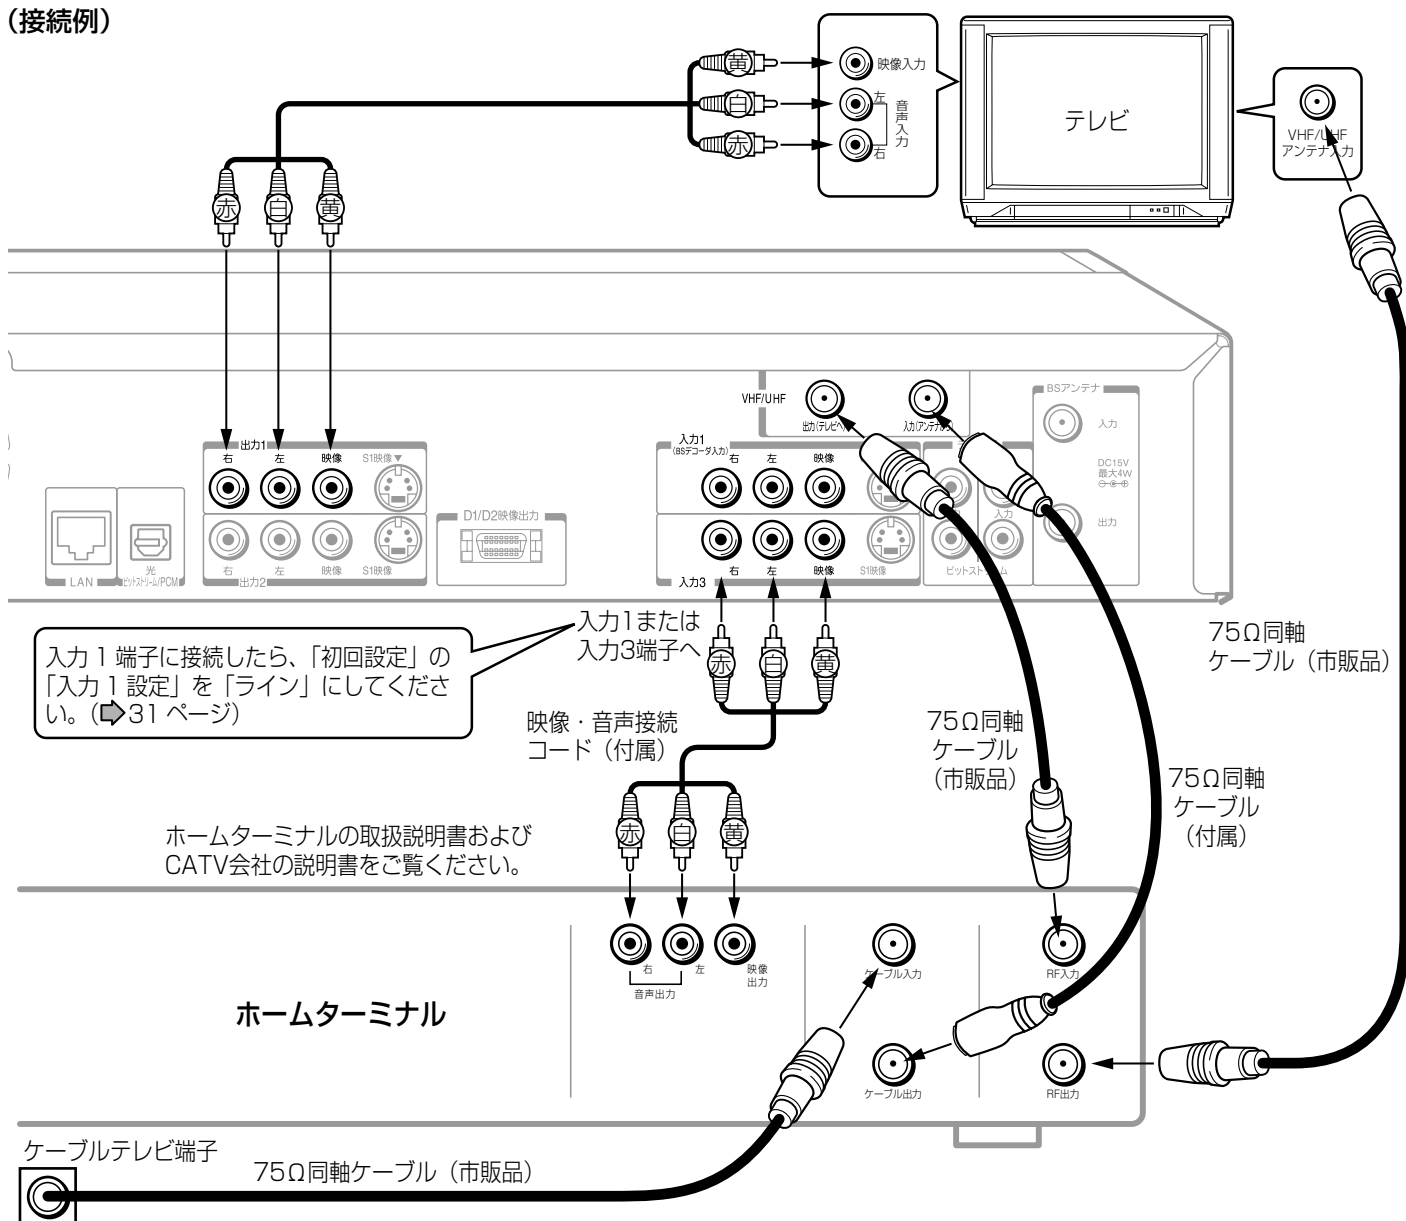 （接続例）
黄
白
赤
映像入力
左
右
音声入力
テレビ
VHF/UHF
アンテナ入力
赤
白
黄
VHF/UHF
出力(テレビへ)
BSアンテナ
入力
DC15V
最大4W
出力
出力1
右
左
映像
S1映像▼
右
左
映像
S1映像
出力2
LAN
光
ビットストリーム/PCM
D1/D2映像出力
入力1
(BSデコーダ入力)
右
左
映像
右
左
映像
S1映像
入力3
入力
ビットストリーム
入力1または
入力3端子へ
入力 1 端子に接続したら、「初回設定」の
「入力 1 設定」を「ライン」にしてくださ
い。(➡31 ページ)
赤
白
黄
映像・音声接続
コード（付属）
75Ω同軸
ケーブル（市販品）
75Ω同軸
ケーブル
（市販品）
75Ω同軸
ケーブル
（付属）
赤
白
黄
ホームターミナルの取扱説明書および
CATV会社の説明書をご覧ください。
右
左
音声出力
映像
出力
ケーブル入力
RF入力
ホームターミナル
ケーブル出力
RF出力
ケーブルテレビ端子
75Ω同軸ケーブル（市販品）